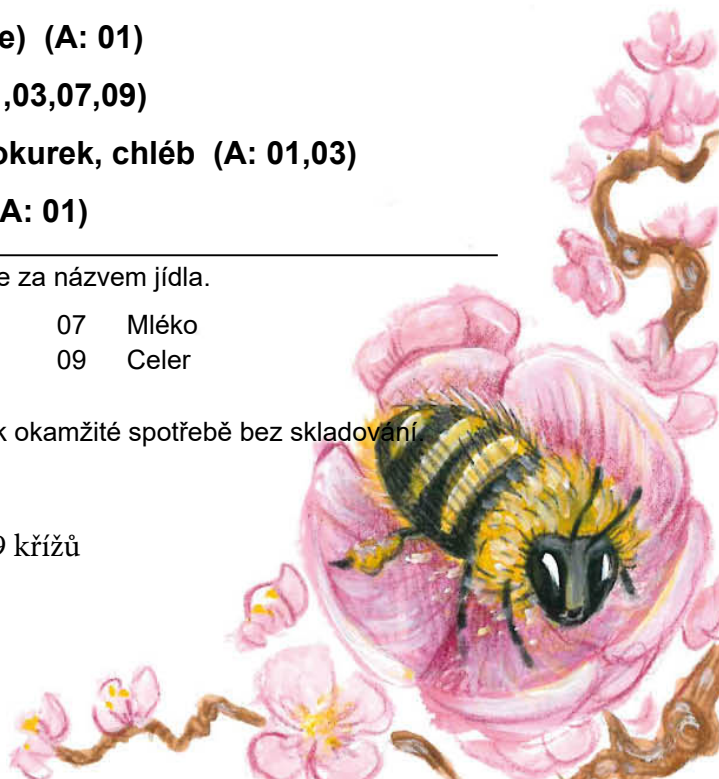 e) (A: 01)
,03,07,09)
okurek, chléb (A: 01,03)
A: 01)
e za názvem jídla.
07 Mléko
09 Celer
k okamžité spotřebě bez skladování.
9 křížů